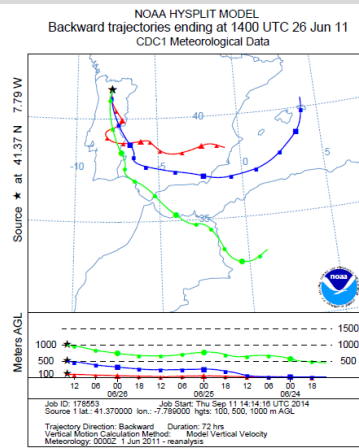 NOAA HYSPLIT MODEL
Backward trajectories ending at 1400 UTC 26 Jun 11
CDC1 Meteorological Data
Source ★ at 41.37 N 7.79 W
40
-10
-5
0
5
35
noaa
Meters AGL
1500
1000 1000
500 500
100
12 06 00 18 12 06 00 18 12 06 00 18
06/26 06/25 06/24
Job ID: 178553 Job Start: Thu Sep 11 14:14:16 UTC 2014
Source 1 lat.: 41.370000 lon.: -7.789000 hgts: 100, 500, 1000 m AGL
Trajectory Direction: Backward Duration: 72 hrs
Vertical Motion Calculation Method: Model Vertical Velocity
Meteorology: 0000Z 1 Jun 2011 - reanalysis